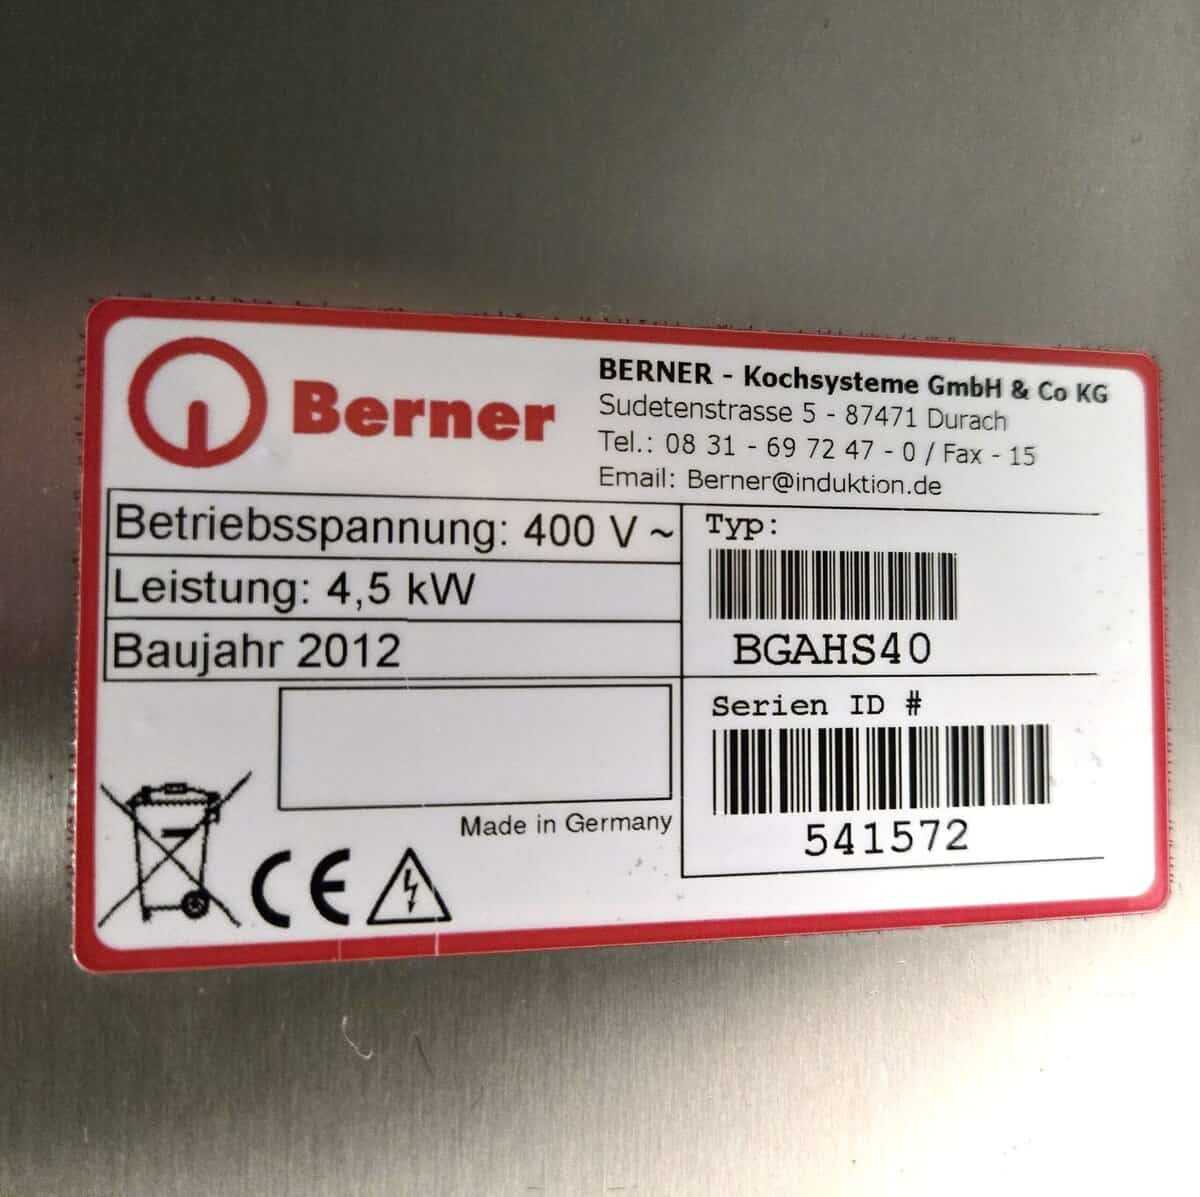 Berner
BERNER - Kochsysteme GmbH & Co KG
Sudetenstrasse 5 - 87471 Durach
Tel.: 08 31 - 69 72 47 - 0 / Fax - 15
Email: Berner@induktion.de
Betriebsspannung: 400 V ~
Leistung: 4,5 kW
Baujahr 2012
Typ:
BGAHS40
Serien ID #
541572
Made in Germany
CE